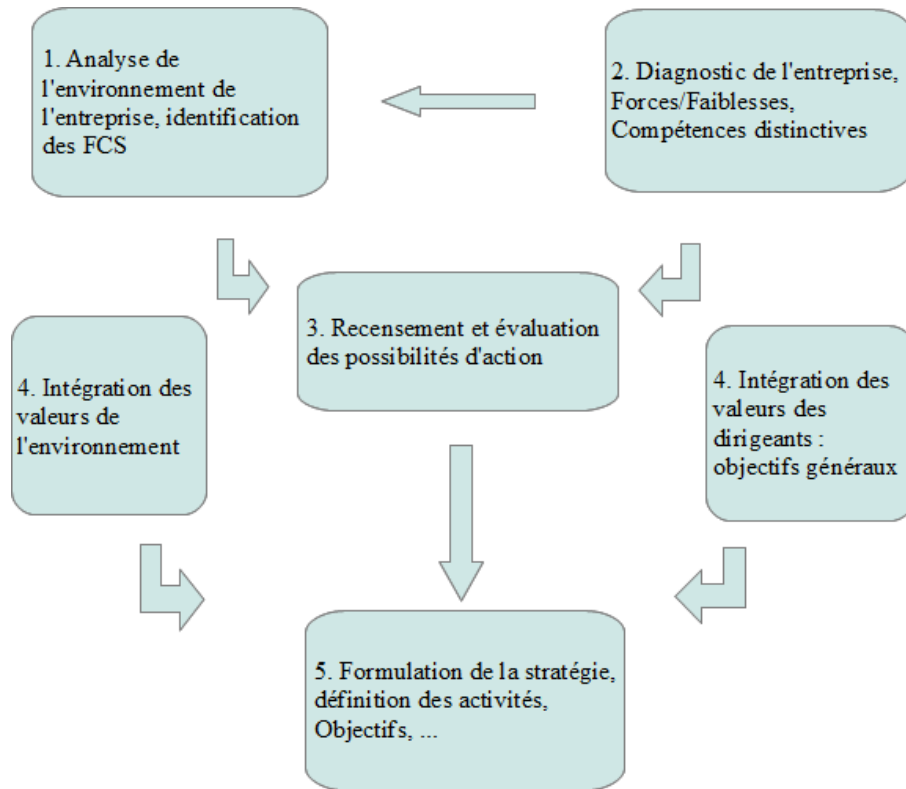 1. Analyse de
l'environnement de
l'entreprise, identification
des FCS
2. Diagnostic de l'entreprise,
Forces/Faiblesses,
Compétences distinctives
3. Recensement et évaluation
des possibilités d'action
4. Intégration des
valeurs de
l'environnement
4. Intégration des
valeurs des
dirigeants :
objectifs généraux
5. Formulation de la stratégie,
définition des activités,
Objectifs, ...